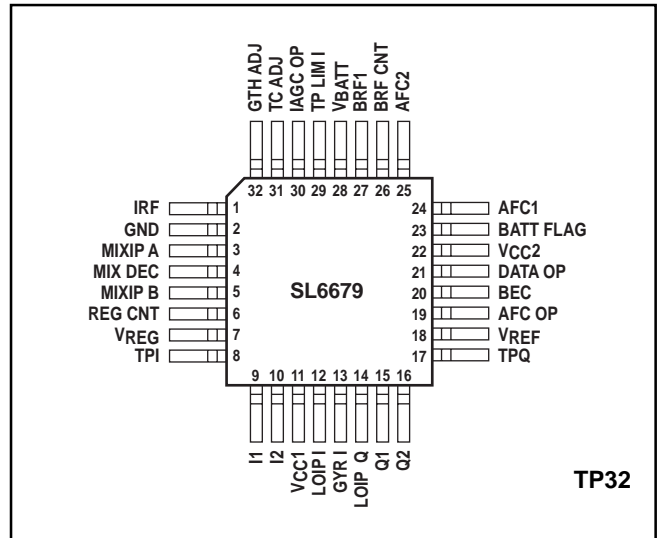 GTH ADJ
TC ADJ
IAGC OP
TP LIM I
VBATT
BRF1
BRF CNT
AFC2
32 31 30 29 28 27 26 25
IRF 1
GND 2
MIXIP A 3
MIX DEC 4
MIXIP B 5
REG CNT 6
VREG 7
TPI 8
SL6679
24 AFC1
23 BATT FLAG
22 VCC2
21 DATA OP
20 BEC
19 AFC OP
18 VREF
17 TPQ
9 10 11 12 13 14 15 16
I1
I2
VCC1
LOIP I
GYR I
LOIP Q
Q1
Q2
TP32